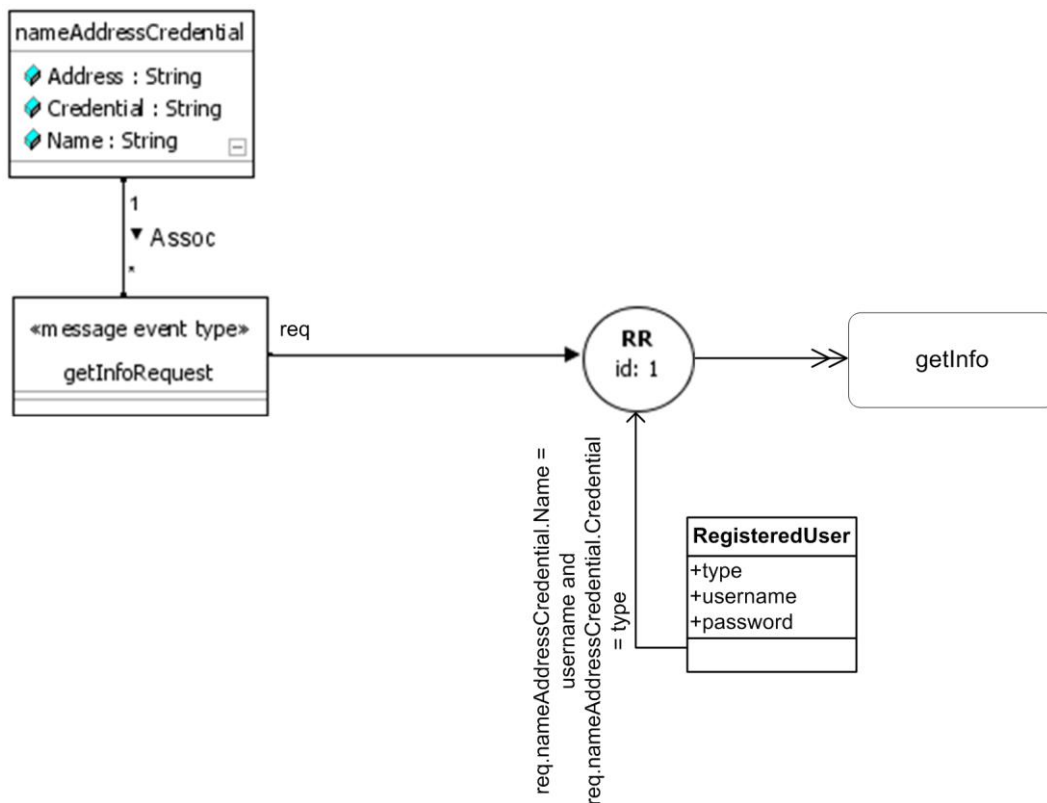 nameAddressCredential
Address : String
Credential : String
Name : String
1
▼ Assoc
*
«message event type»
getInfoRequest
req
RR
id: 1
getInfo
req.nameAddressCredential.Name =
username and
req.nameAddressCredential.Credential
= type
RegisteredUser
+type
+username
+password